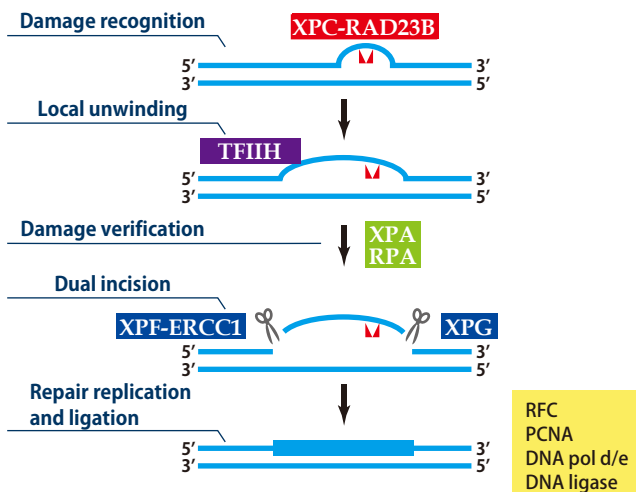 Damage recognition
XPC-RAD23B
5′ 3′
3′ 5′
Local unwinding
TFIIH
5′ 3′
3′ 5′
Damage verification
XPA
RPA
Dual incision
XPF-ERCC1 XPG
5′ 3′
3′ 5′
Repair replication
and ligation
5′ 3′
3′ 5′
RFC
PCNA
DNA pol d/e
DNA ligase